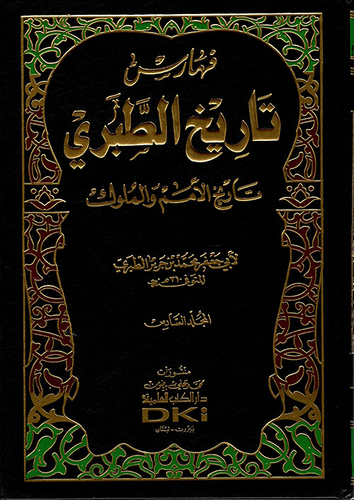 فهارس
تاريخ الطبري
تاريخ الأمم والملوك
لأبي جعفر محمد بن جرير الطبري
المتوفى ٣١٠ هـ
المجلد السادس
منشورات
محمد علي بيضون
دار الكتب العلمية
DKi
بيروت - لبنان